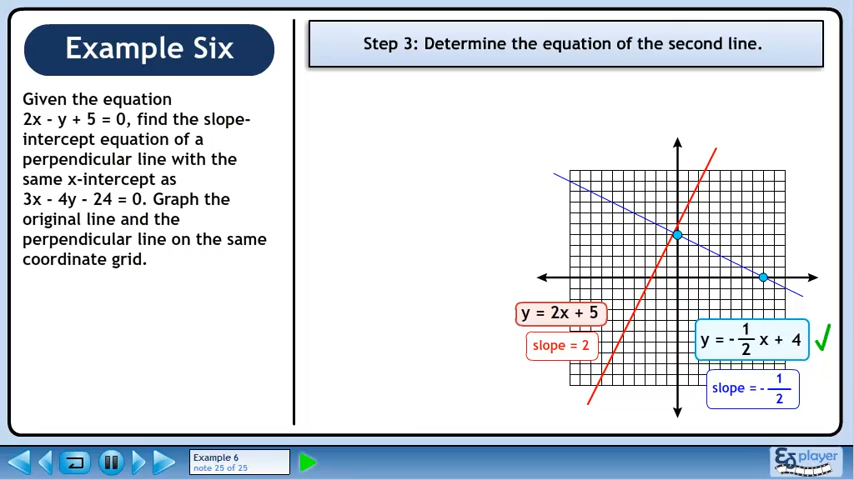 Example Six
Step 3: Determine the equation of the second line.
Given the equation
2x - y + 5 = 0, find the slope-
intercept equation of a
perpendicular line with the
same x-intercept as
3x - 4y - 24 = 0. Graph the
original line and the
perpendicular line on the same
coordinate grid.
y = 2x + 5
slope = 2
y = - 1/2 x + 4
slope = - 1/2
Example 6
note 25 of 25
player